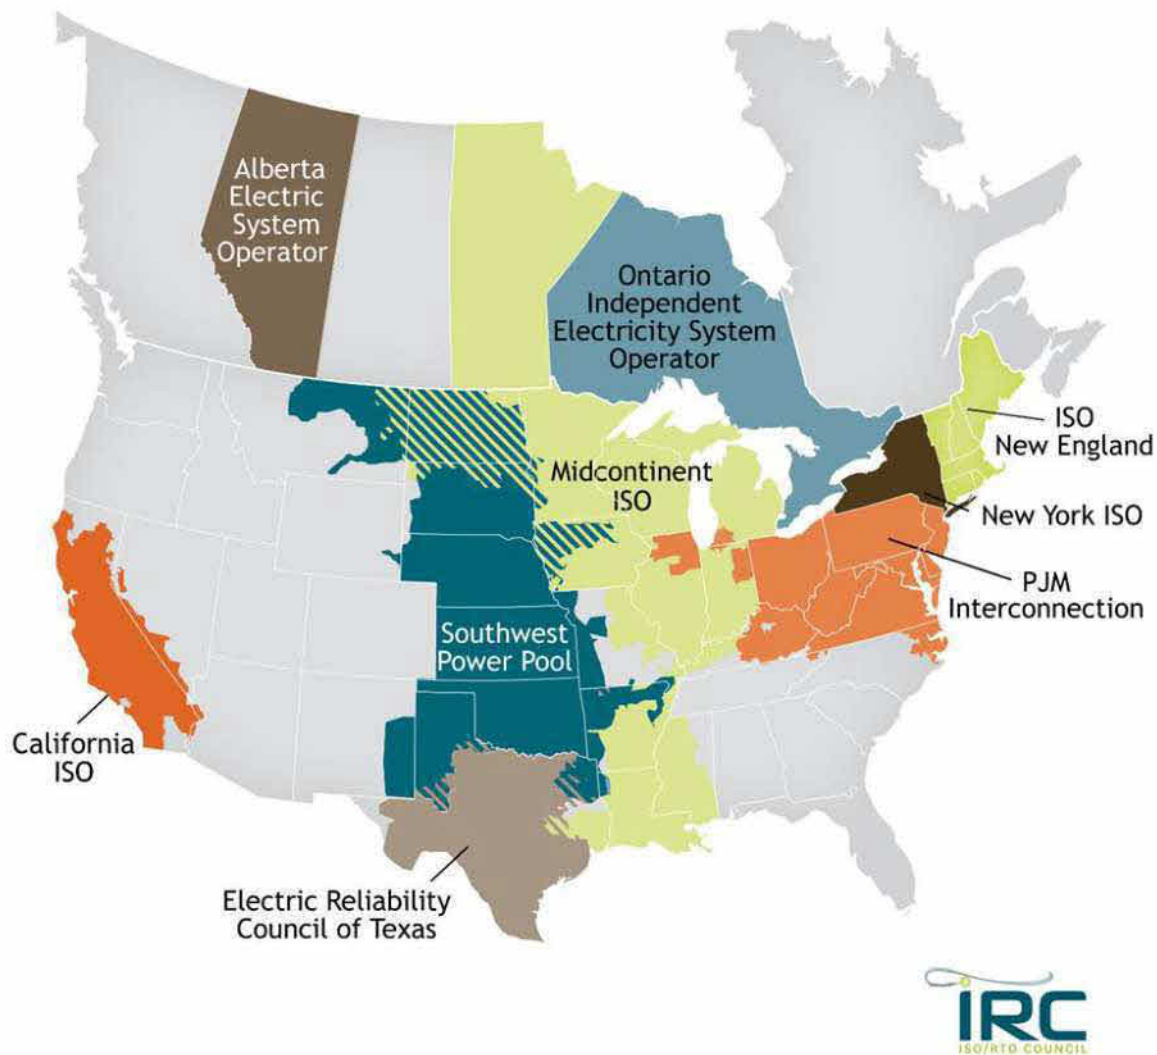 Alberta
Electric
System
Operator
Ontario
Independent
Electricity System
Operator
ISO
New England
Midcontinent
ISO
New York ISO
PJM
Interconnection
Southwest
Power Pool
California
ISO
Electric Reliability
Council of Texas
IRC
ISO/RTO COUNCIL